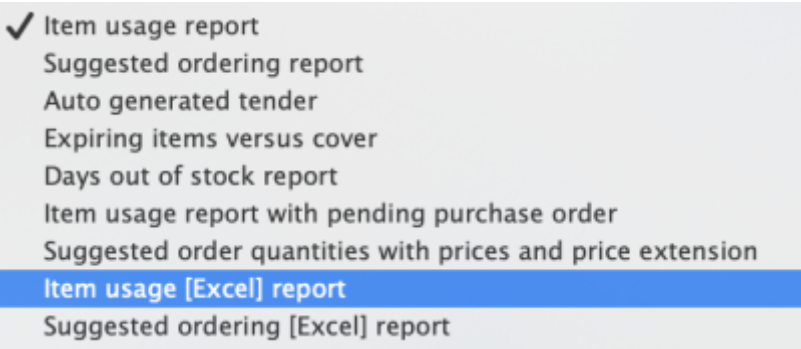 Item usage report
Suggested ordering report
Auto generated tender
Expiring items versus cover
Days out of stock report
Item usage report with pending purchase order
Suggested order quantities with prices and price extension
Item usage [Excel] report
Suggested ordering [Excel] report